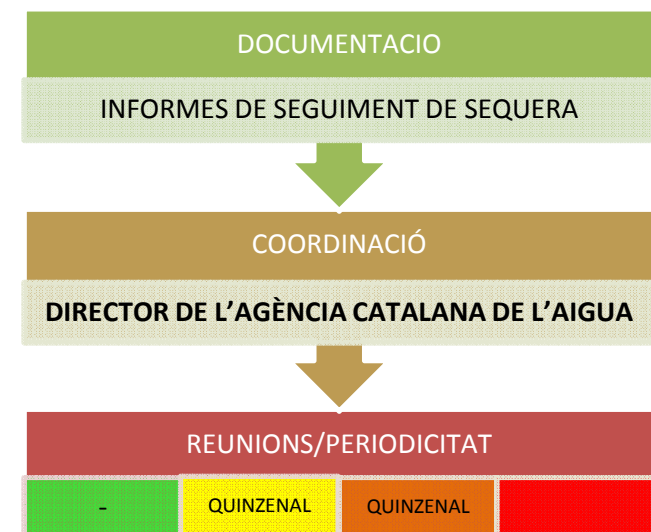 DOCUMENTACIO
INFORMES DE SEGUIMENT DE SEQUERA
COORDINACIÓ
DIRECTOR DE L'AGÈNCIA CATALANA DE L'AIGUA
REUNIONS/PERIODICITAT
- QUINZENAL QUINZENAL